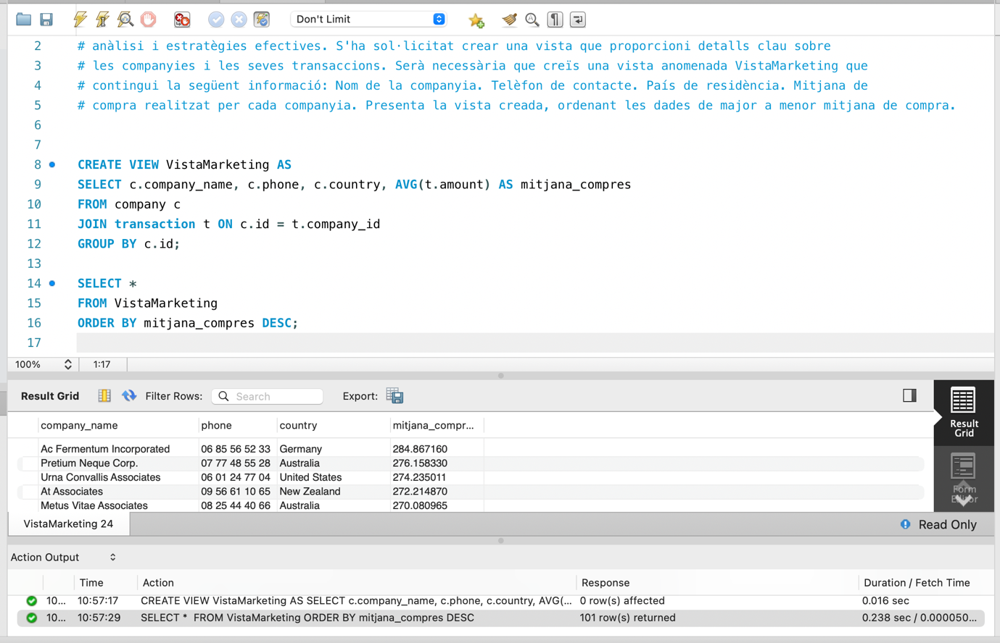 Don't Limit
2 # anàlisi i estratègies efectives. S'ha sol·licitat crear una vista que proporcioni detalls clau sobre
3 # les companyies i les seves transaccions. Serà necessària que creïs una vista anomenada VistaMarketing que
4 # contingui la següent informació: Nom de la companyia. Telèfon de contacte. País de residència. Mitjana de
5 # compra realitzat per cada companyia. Presenta la vista creada, ordenant les dades de major a menor mitjana de compra.
6
7
8 CREATE VIEW VistaMarketing AS
9 SELECT c.company_name, c.phone, c.country, AVG(t.amount) AS mitjana_compres
10 FROM company c
11 JOIN transaction t ON c.id = t.company_id
12 GROUP BY c.id;
13
14 SELECT *
15 FROM VistaMarketing
16 ORDER BY mitjana_compres DESC;
17
100% 1:17
Result Grid Filter Rows: Search Export:
Result Grid
Form Editor
company_name phone country mitjana_compr...
Ac Fermentum Incorporated 06 85 56 52 33 Germany 284.867160
Pretium Neque Corp. 07 77 48 55 28 Australia 276.158330
Urna Convallis Associates 06 01 24 77 04 United States 274.235011
At Associates 09 56 61 10 65 New Zealand 272.214870
Metus Vitae Associates 08 25 44 40 66 Australia 270.080965
VistaMarketing 24 Read Only
Action Output
Time Action Response Duration / Fetch Time
10... 10:57:17 CREATE VIEW VistaMarketing AS SELECT c.company_name, c.phone, c.country, AVG(... 0 row(s) affected 0.016 sec
10... 10:57:29 SELECT * FROM VistaMarketing ORDER BY mitjana_compres DESC 101 row(s) returned 0.238 sec / 0.000050...